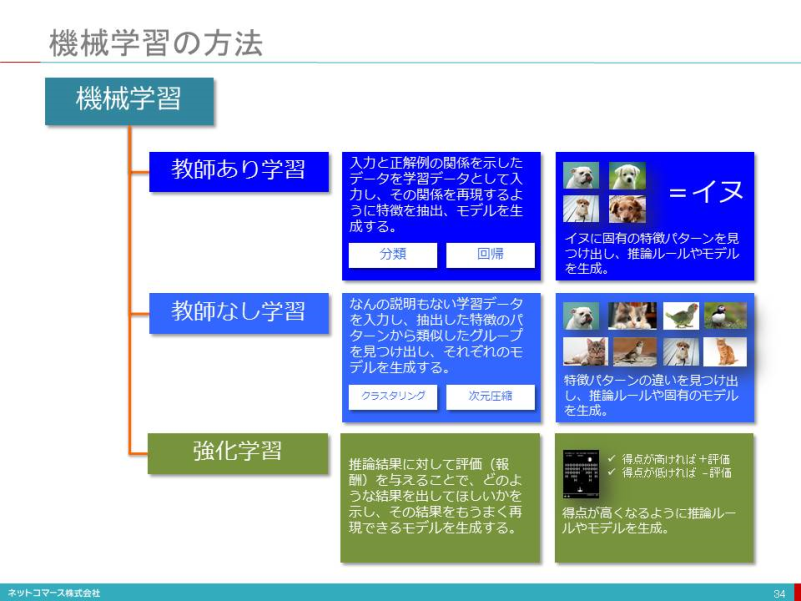 機械学習の方法
機械学習
教師あり学習
入力と正解例の関係を示した
データを学習データとして入
力し、その関係を再現するよ
うに特徴を抽出、モデルを生
成する。
分類
回帰
＝イヌ
イヌに固有の特徴パターンを見
つけ出し、推論ルールやモデル
を生成。
教師なし学習
なんの説明もない学習データ
を入力し、抽出した特徴のパ
ターンから類似したグループ
を見つけ出し、それぞれのモ
デルを生成する。
クラスタリング
次元圧縮
特徴パターンの違いを見つけ出
し、推論ルールや固有のモデル
を生成。
強化学習
推論結果に対して評価（報
酬）を与えることで、どのよ
うな結果を出してほしいかを
示し、その結果をもうまく再
現できるモデルを生成する。
✓ 得点が高ければ＋評価
✓ 得点が低ければ −評価
得点が高くなるように推論ルー
ルやモデルを生成。
ネットコマース株式会社
34